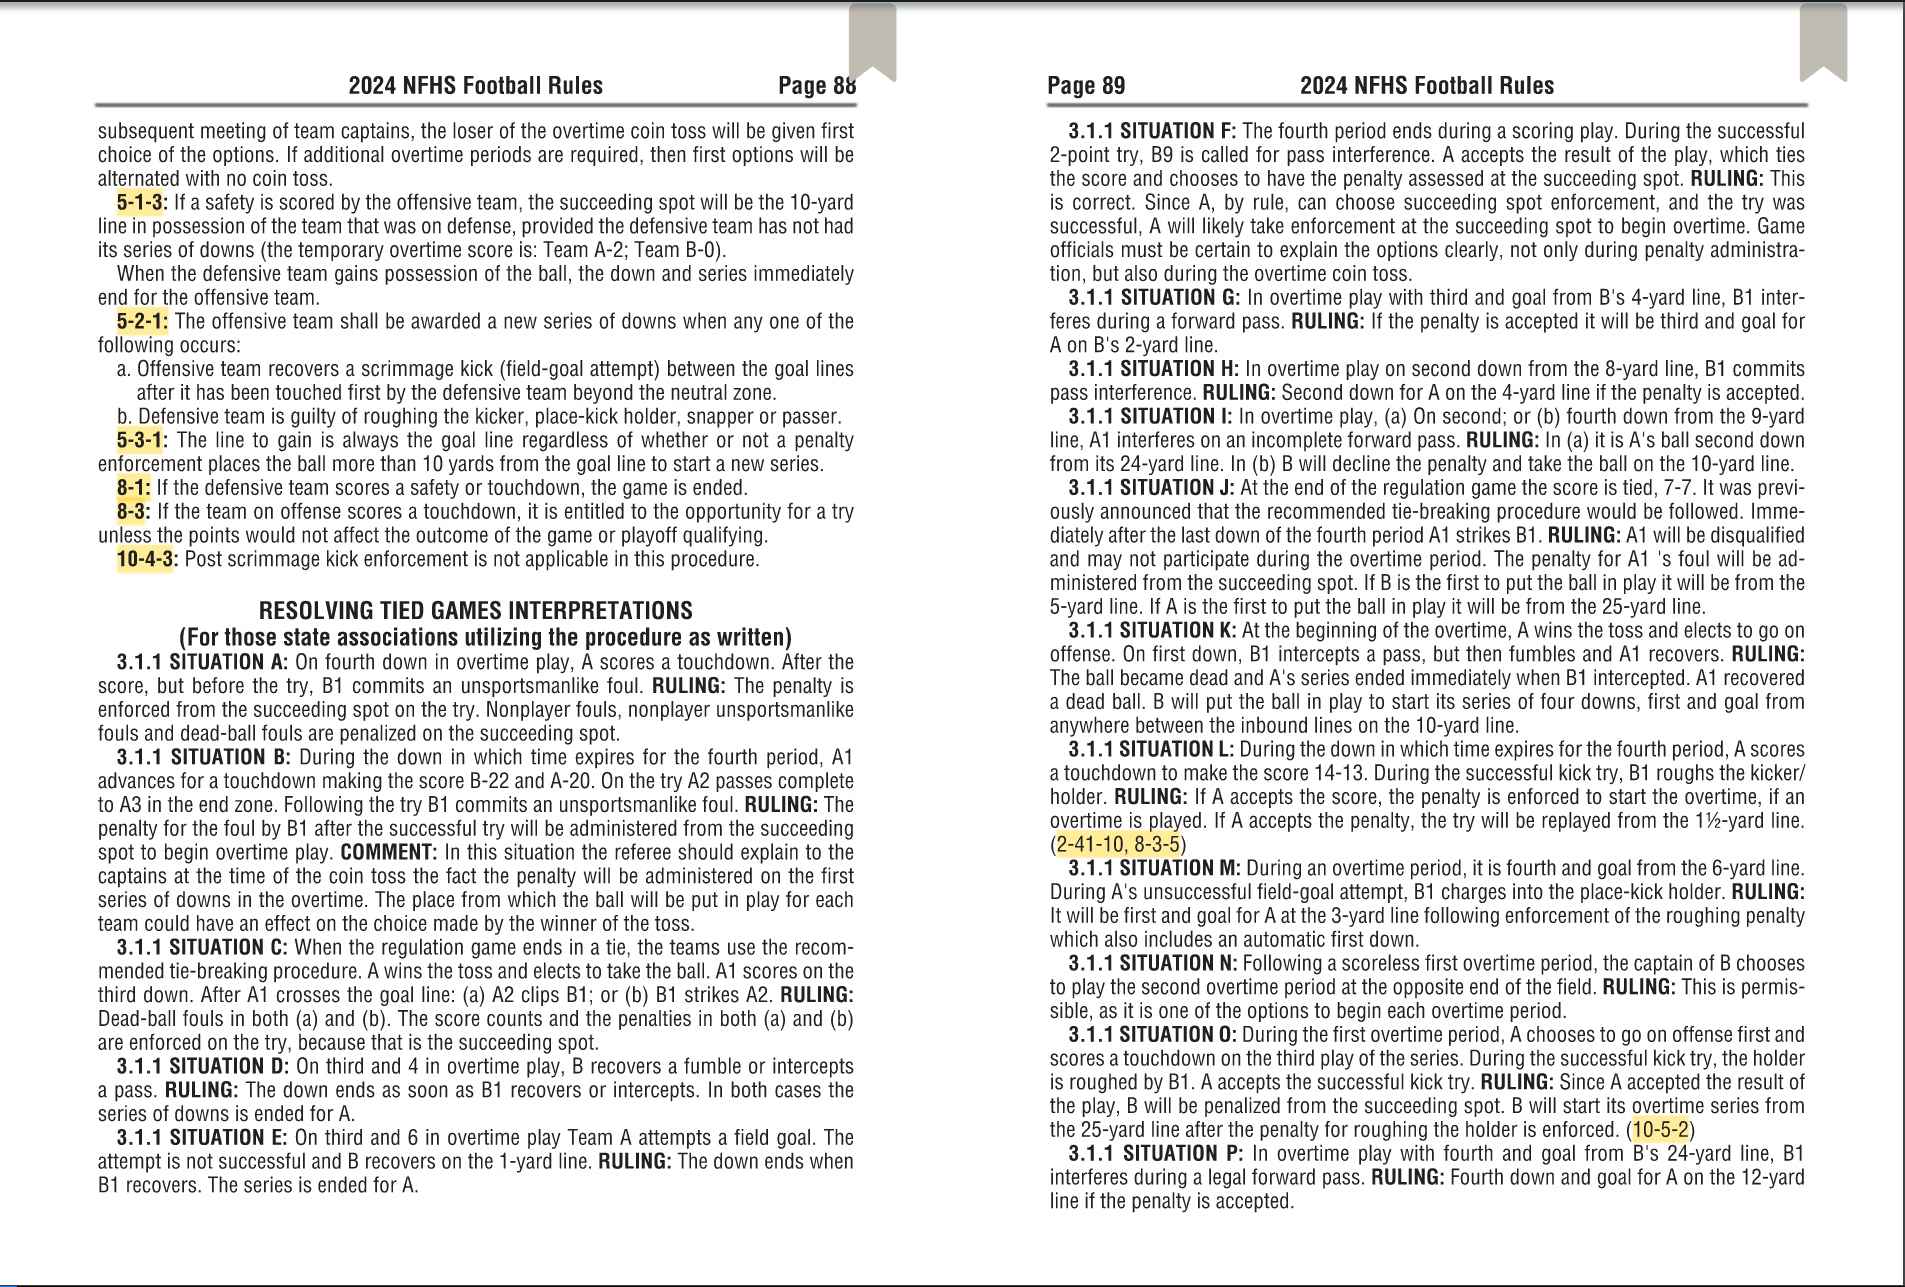 2024 NFHS Football Rules Page 88
subsequent meeting of team captains, the loser of the overtime coin toss will be given first
choice of the options. If additional overtime periods are required, then first options will be
alternated with no coin toss.
5-1-3: If a safety is scored by the offensive team, the succeeding spot will be the 10-yard
line in possession of the team that was on defense, provided the defensive team has not had
its series of downs (the temporary overtime score is: Team A-2; Team B-0).
When the defensive team gains possession of the ball, the down and series immediately
end for the offensive team.
5-2-1: The offensive team shall be awarded a new series of downs when any one of the
following occurs:
a. Offensive team recovers a scrimmage kick (field-goal attempt) between the goal lines
after it has been touched first by the defensive team beyond the neutral zone.
b. Defensive team is guilty of roughing the kicker, place-kick holder, snapper or passer.
5-3-1: The line to gain is always the goal line regardless of whether or not a penalty
enforcement places the ball more than 10 yards from the goal line to start a new series.
8-1: If the defensive team scores a safety or touchdown, the game is ended.
8-3: If the team on offense scores a touchdown, it is entitled to the opportunity for a try
unless the points would not affect the outcome of the game or playoff qualifying.
10-4-3: Post scrimmage kick enforcement is not applicable in this procedure.
RESOLVING TIED GAMES INTERPRETATIONS
(For those state associations utilizing the procedure as written)
3.1.1 SITUATION A: On fourth down in overtime play, A scores a touchdown. After the
score, but before the try, B1 commits an unsportsmanlike foul. RULING: The penalty is
enforced from the succeeding spot on the try. Nonplayer fouls, nonplayer unsportsmanlike
fouls and dead-ball fouls are penalized on the succeeding spot.
3.1.1 SITUATION B: During the down in which time expires for the fourth period, A1
advances for a touchdown making the score B-22 and A-20. On the try A2 passes complete
to A3 in the end zone. Following the try B1 commits an unsportsmanlike foul. RULING: The
penalty for the foul by B1 after the successful try will be administered from the succeeding
spot to begin overtime play. COMMENT: In this situation the referee should explain to the
captains at the time of the coin toss the fact the penalty will be administered on the first
series of downs in the overtime. The place from which the ball will be put in play for each
team could have an effect on the choice made by the winner of the toss.
3.1.1 SITUATION C: When the regulation game ends in a tie, the teams use the recom-
mended tie-breaking procedure. A wins the toss and elects to take the ball. A1 scores on the
third down. After A1 crosses the goal line: (a) A2 clips B1; or (b) B1 strikes A2. RULING:
Dead-ball fouls in both (a) and (b). The score counts and the penalties in both (a) and (b)
are enforced on the try, because that is the succeeding spot.
3.1.1 SITUATION D: On third and 4 in overtime play, B recovers a fumble or intercepts
a pass. RULING: The down ends as soon as B1 recovers or intercepts. In both cases the
series of downs is ended for A.
3.1.1 SITUATION E: On third and 6 in overtime play Team A attempts a field goal. The
attempt is not successful and B recovers on the 1-yard line. RULING: The down ends when
B1 recovers. The series is ended for A.
Page 89 2024 NFHS Football Rules
3.1.1 SITUATION F: The fourth period ends during a scoring play. During the successful
2-point try, B9 is called for pass interference. A accepts the result of the play, which ties
the score and chooses to have the penalty assessed at the succeeding spot. RULING: This
is correct. Since A, by rule, can choose succeeding spot enforcement, and the try was
successful, A will likely take enforcement at the succeeding spot to begin overtime. Game
officials must be certain to explain the options clearly, not only during penalty administra-
tion, but also during the overtime coin toss.
3.1.1 SITUATION G: In overtime play with third and goal from B's 4-yard line, B1 inter-
feres during a forward pass. RULING: If the penalty is accepted it will be third and goal for
A on B's 2-yard line.
3.1.1 SITUATION H: In overtime play on second down from the 8-yard line, B1 commits
pass interference. RULING: Second down for A on the 4-yard line if the penalty is accepted.
3.1.1 SITUATION I: In overtime play, (a) On second; or (b) fourth down from the 9-yard
line, A1 interferes on an incomplete forward pass. RULING: In (a) it is A's ball second down
from its 24-yard line. In (b) B will decline the penalty and take the ball on the 10-yard line.
3.1.1 SITUATION J: At the end of the regulation game the score is tied, 7-7. It was previ-
ously announced that the recommended tie-breaking procedure would be followed. Imme-
diately after the last down of the fourth period A1 strikes B1. RULING: A1 will be disqualified
and may not participate during the overtime period. The penalty for A1 's foul will be ad-
ministered from the succeeding spot. If B is the first to put the ball in play it will be from the
5-yard line. If A is the first to put the ball in play it will be from the 25-yard line.
3.1.1 SITUATION K: At the beginning of the overtime, A wins the toss and elects to go on
offense. On first down, B1 intercepts a pass, but then fumbles and A1 recovers. RULING:
The ball became dead and A's series ended immediately when B1 intercepted. A1 recovered
a dead ball. B will put the ball in play to start its series of four downs, first and goal from
anywhere between the inbound lines on the 10-yard line.
3.1.1 SITUATION L: During the down in which time expires for the fourth period, A scores
a touchdown to make the score 14-13. During the successful kick try, B1 roughs the kicker/
holder. RULING: If A accepts the score, the penalty is enforced to start the overtime, if an
overtime is played. If A accepts the penalty, the try will be replayed from the 1½-yard line.
(2-41-10, 8-3-5)
3.1.1 SITUATION M: During an overtime period, it is fourth and goal from the 6-yard line.
During A's unsuccessful field-goal attempt, B1 charges into the place-kick holder. RULING:
It will be first and goal for A at the 3-yard line following enforcement of the roughing penalty
which also includes an automatic first down.
3.1.1 SITUATION N: Following a scoreless first overtime period, the captain of B chooses
to play the second overtime period at the opposite end of the field. RULING: This is permis-
sible, as it is one of the options to begin each overtime period.
3.1.1 SITUATION O: During the first overtime period, A chooses to go on offense first and
scores a touchdown on the third play of the series. During the successful kick try, the holder
is roughed by B1. A accepts the successful kick try. RULING: Since A accepted the result of
the play, B will be penalized from the succeeding spot. B will start its overtime series from
the 25-yard line after the penalty for roughing the holder is enforced. (10-5-2)
3.1.1 SITUATION P: In overtime play with fourth and goal from B's 24-yard line, B1
interferes during a legal forward pass. RULING: Fourth down and goal for A on the 12-yard
line if the penalty is accepted.